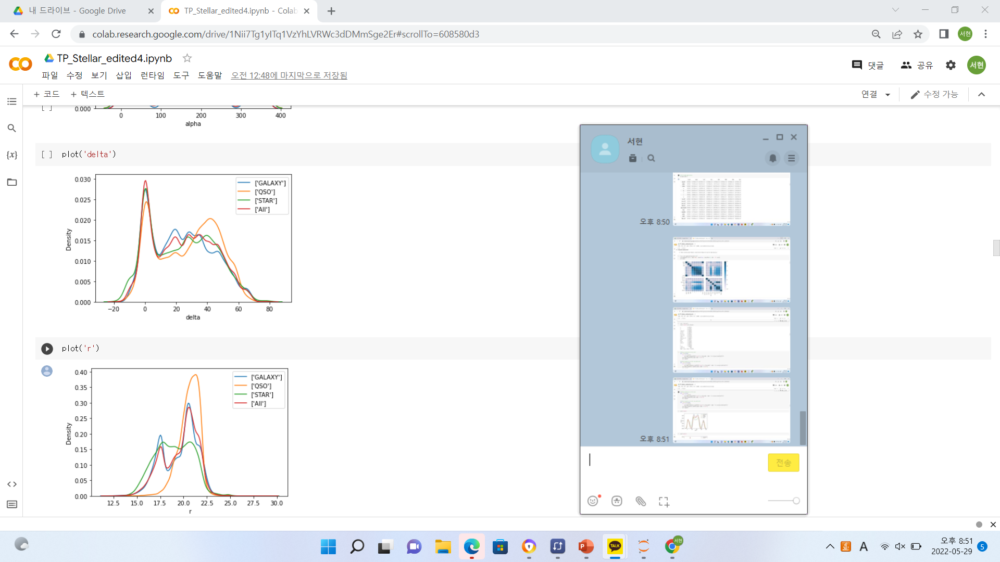 내 드라이브 - Google Drive
TP_Stellar_edited4.ipynb - Colab
colab.research.google.com/drive/1Nii7Tg1ylTq1VzYhLVRWc3dDMmSge2Er#scrollTo=608580d3
서현
TP_Stellar_edited4.ipynb
파일 수정 보기 삽입 런타임 도구 도움말 오전 12:48에 마지막으로 저장됨
댓글 공유 서현
+ 코드 + 텍스트
연결 수정 가능
[ ]
0.000
0 100 200 300 400
alpha
[ ] plot('delta')
0.030
0.025
0.020
0.015
0.010
0.005
0.000
Density
['GALAXY']
['QSO']
['STAR']
['All']
−20 0 20 40 60 80
delta
plot('r')
0.40
0.35
0.30
0.25
0.20
0.15
0.10
0.05
0.00
Density
['GALAXY']
['QSO']
['STAR']
['All']
12.5 15.0 17.5 20.0 22.5 25.0 27.5 30.0
r
서현
오후 8:50
오후 8:51
전송
TALK
서현
A
오후 8:51
2022-05-29
5